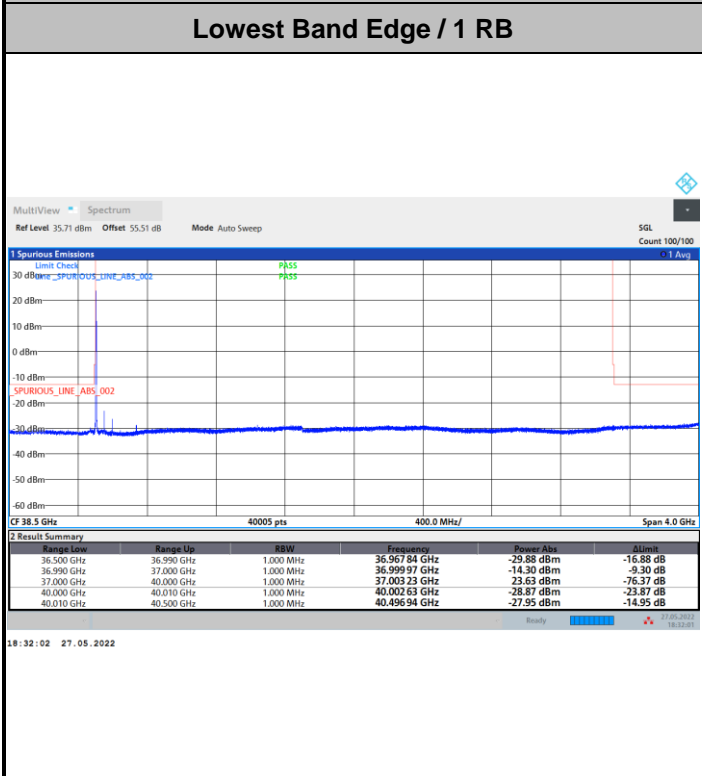 Lowest Band Edge / 1 RB
MultiView Spectrum
Ref Level 35.71 dBm Offset 55.51 dB Mode Auto Sweep SGL
Count 100/100
1 Spurious Emissions 1 Avg
Limit Check PASS
30 dBm Line _SPURIOUS_LINE_ABS_002 PASS
20 dBm
10 dBm
0 dBm
-10 dBm
_SPURIOUS_LINE_ABS_002
-20 dBm
-30 dBm
-40 dBm
-50 dBm
-60 dBm
CF 38.5 GHz 40005 pts 400.0 MHz/ Span 4.0 GHz
2 Result Summary
Range Low Range Up RBW Frequency Power Abs ΔLimit
36.500 GHz 36.990 GHz 1.000 MHz 36.967 84 GHz -29.88 dBm -16.88 dB
36.990 GHz 37.000 GHz 1.000 MHz 36.999 97 GHz -14.30 dBm -9.30 dB
37.000 GHz 40.000 GHz 1.000 MHz 37.003 23 GHz 23.63 dBm -76.37 dB
40.000 GHz 40.010 GHz 1.000 MHz 40.002 63 GHz -28.87 dBm -23.87 dB
40.010 GHz 40.500 GHz 1.000 MHz 40.496 94 GHz -27.95 dBm -14.95 dB
Ready 27.05.2022
18:32:01
18:32:02 27.05.2022